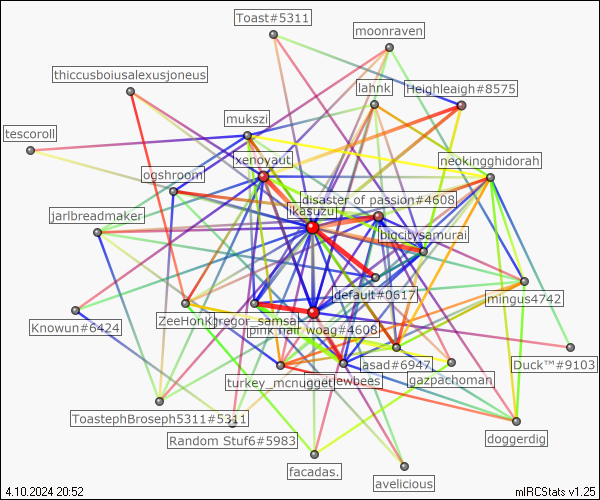 Toast#5311
moonraven
thiccusboiusalexusjoneus
lahnk
Heighleaigh#8575
mukszi
tescoroll
xenovaut
neokingghidorah
ogshroom
disaster of passion#4608
ikasuzu
jarlbreadmaker
bigcitysamurai
default#0617
mingus4742
Knowun#6424
ZeeHonk
gregor_samsa
pink hair woag#4608
asad#6947
Duck™#9103
turkey_mcnugget
gazpachoman
ToastephBroseph5311#5311
doggerdig
Random Stuf6#5983
facadas.
avelicious
4.10.2024 20:52
mIRCStats v1.25